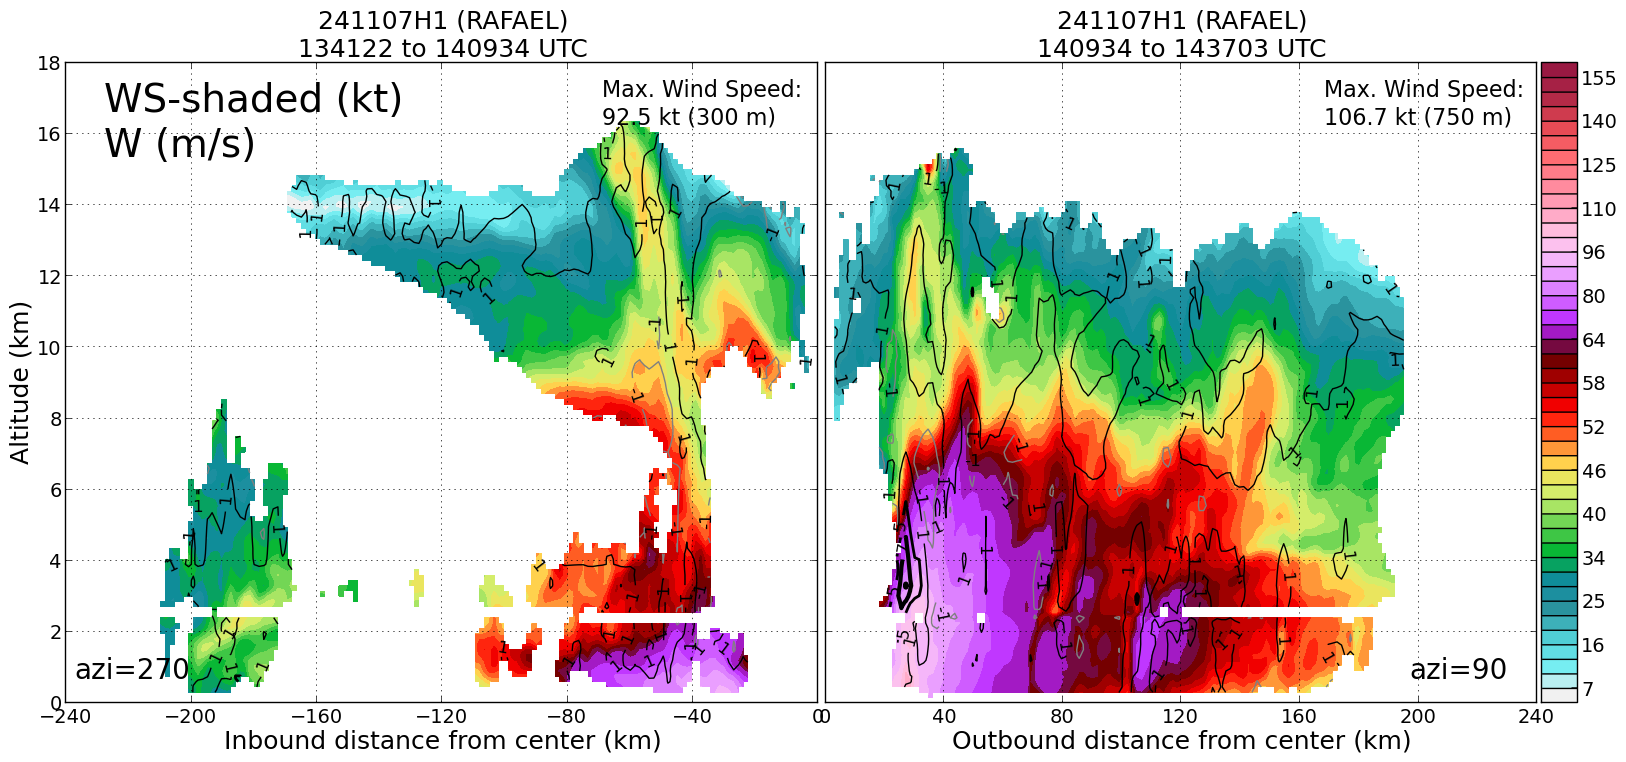 241107H1 (RAFAEL)
134122 to 140934 UTC
241107H1 (RAFAEL)
140934 to 143703 UTC
WS-shaded (kt)
W (m/s)
Max. Wind Speed:
92.5 kt (300 m)
Max. Wind Speed:
106.7 kt (750 m)
18
16
14
12
10
8
6
4
2
0
Altitude (km)
azi=270
azi=90
−240
−200
−160
−120
−80
−40
0
0
40
80
120
160
200
240
Inbound distance from center (km)
Outbound distance from center (km)
155
140
125
110
96
80
64
58
52
46
40
34
25
16
7